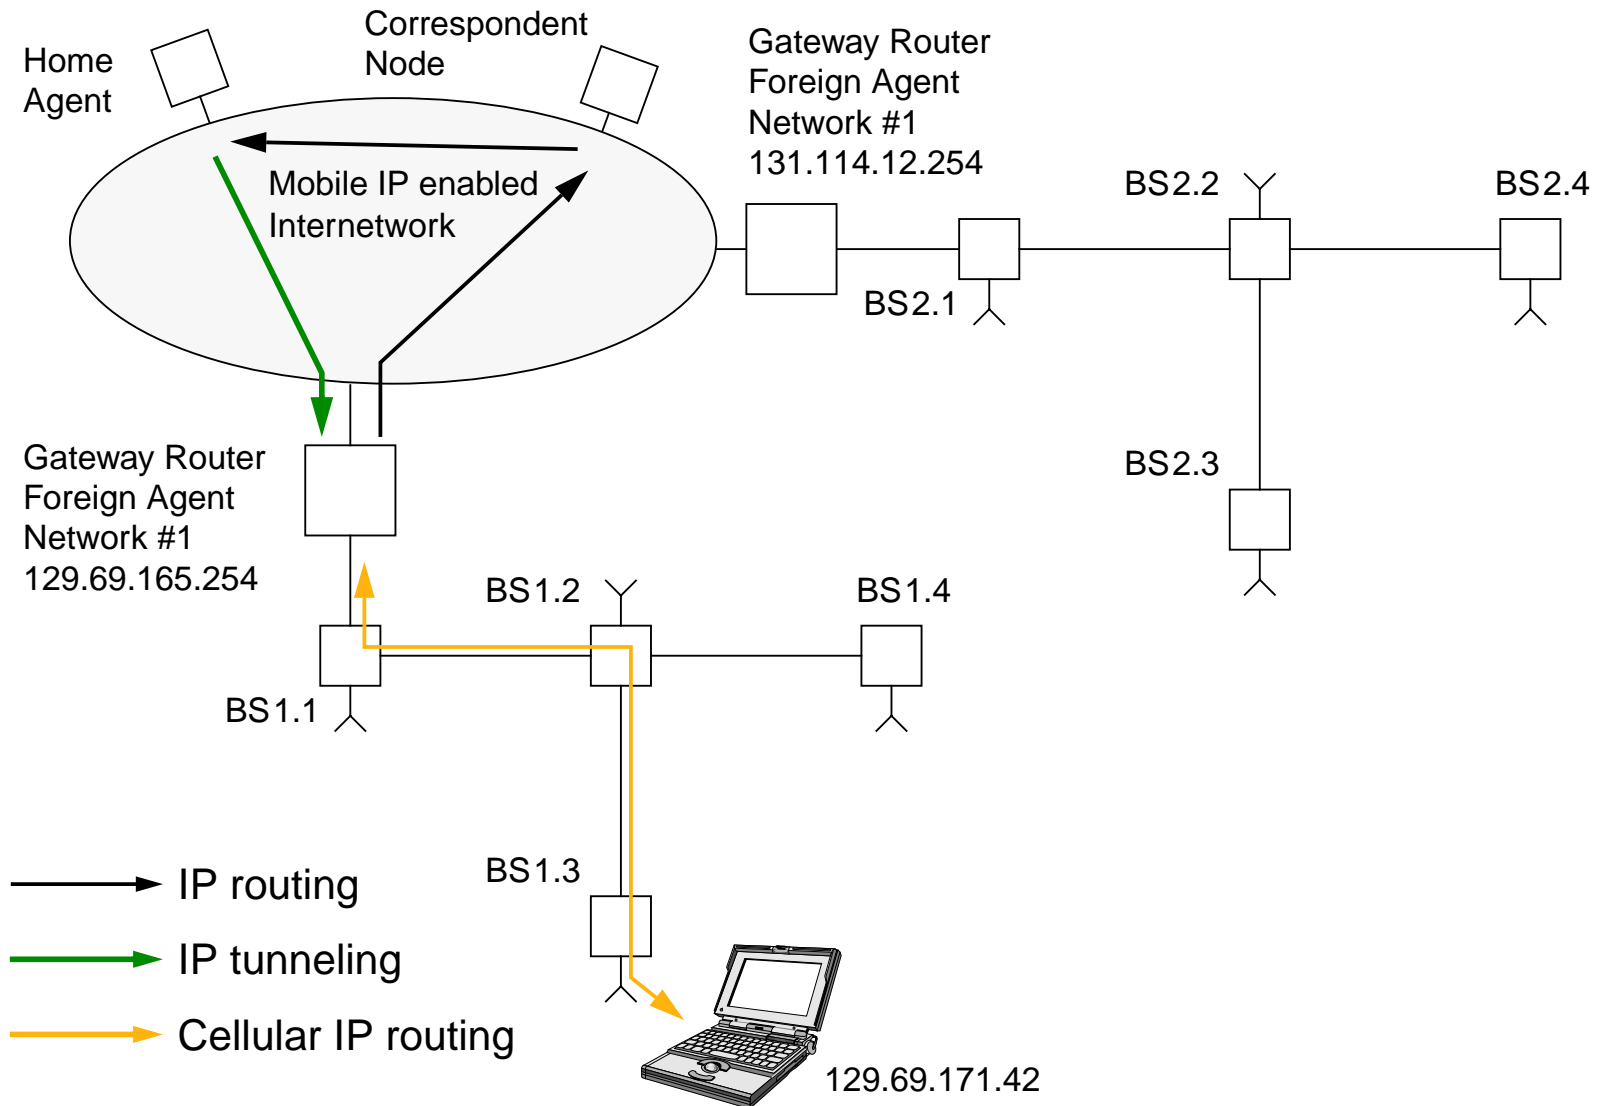 Home
Agent
Correspondent
Node
Gateway Router
Foreign Agent
Network #1
131.114.12.254
Mobile IP enabled
Internetwork
BS2.1
BS2.2
BS2.4
BS2.3
Gateway Router
Foreign Agent
Network #1
129.69.165.254
BS1.1
BS1.2
BS1.4
BS1.3
IP routing
IP tunneling
Cellular IP routing
129.69.171.42